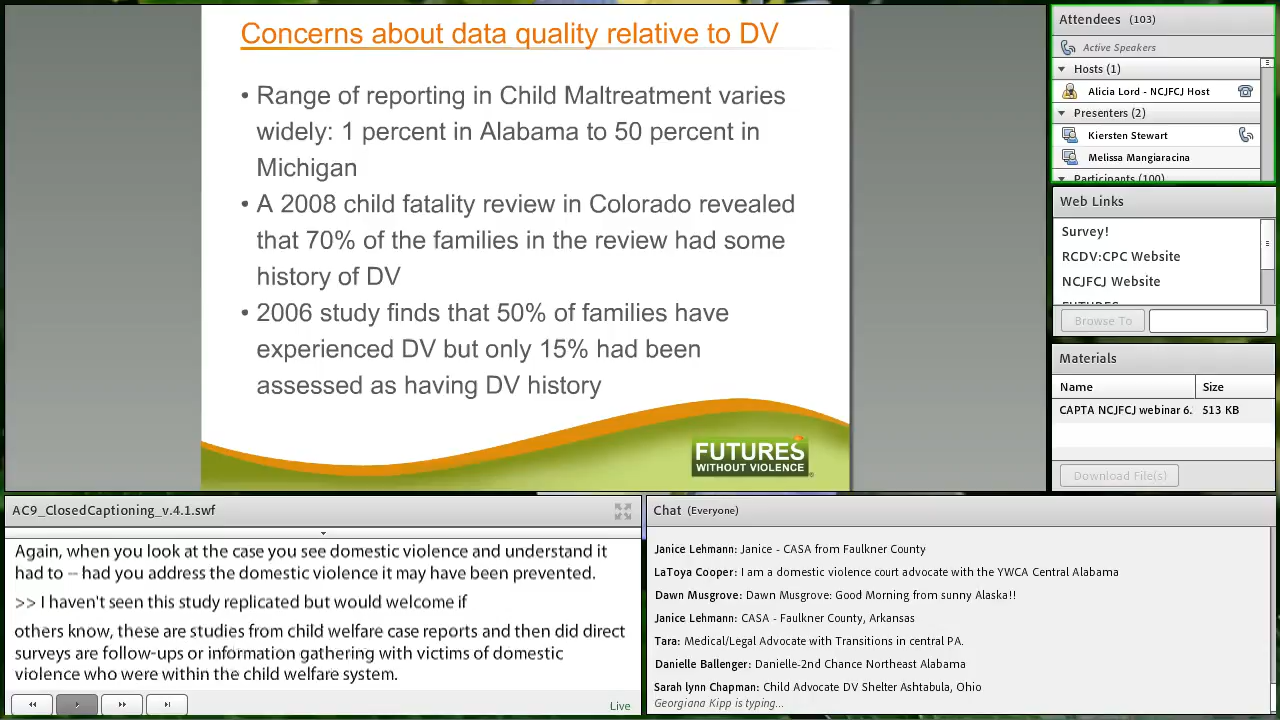 Concerns about data quality relative to DV
• Range of reporting in Child Maltreatment varies
widely: 1 percent in Alabama to 50 percent in
Michigan
• A 2008 child fatality review in Colorado revealed
that 70% of the families in the review had some
history of DV
• 2006 study finds that 50% of families have
experienced DV but only 15% had been
assessed as having DV history
FUTURES
WITHOUT VIOLENCE
Attendees (103)
Active Speakers
Hosts (1)
Alicia Lord - NCJFCJ Host
Presenters (2)
Kiersten Stewart
Melissa Mangiaracina
Participants (100)
Web Links
Survey!
RCDV:CPC Website
NCJFCJ Website
FUTURES
Browse To
Materials
Name Size
CAPTA NCJFCJ webinar 6. 513 KB
Download File(s)
AC9_ClosedCaptioning_v.4.1.swf
Again, when you look at the case you see domestic violence and understand it
had to -- had you address the domestic violence it may have been prevented.
>> I haven't seen this study replicated but would welcome if
others know, these are studies from child welfare case reports and then did direct
surveys are follow-ups or information gathering with victims of domestic
violence who were within the child welfare system.
Live
Chat (Everyone)
Janice Lehmann: Janice - CASA from Faulkner County
LaToya Cooper: I am a domestic violence court advocate with the YWCA Central Alabama
Dawn Musgrove: Dawn Musgrove: Good Morning from sunny Alaska!!
Janice Lehmann: CASA - Faulkner County, Arkansas
Tara: Medical/Legal Advocate with Transitions in central PA.
Danielle Ballenger: Danielle-2nd Chance Northeast Alabama
Sarah lynn Chapman: Child Advocate DV Shelter Ashtabula, Ohio
Georgiana Kipp is typing...